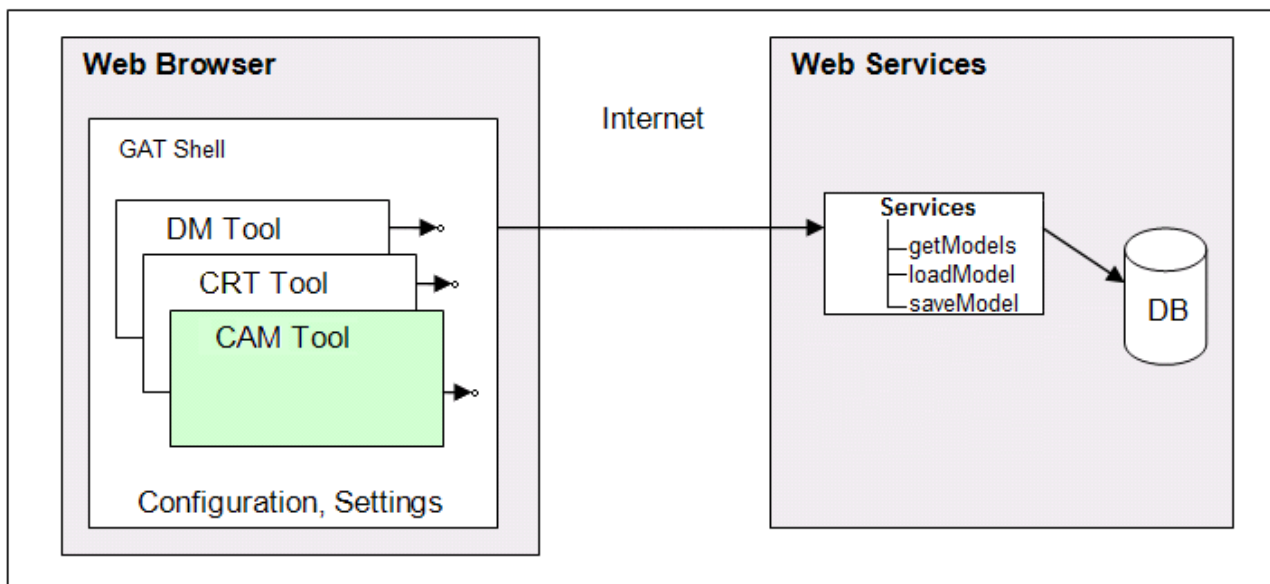 Web Browser
GAT Shell
DM Tool
CRT Tool
CAM Tool
Configuration, Settings
Internet
Web Services
Services
getModels
loadModel
saveModel
DB